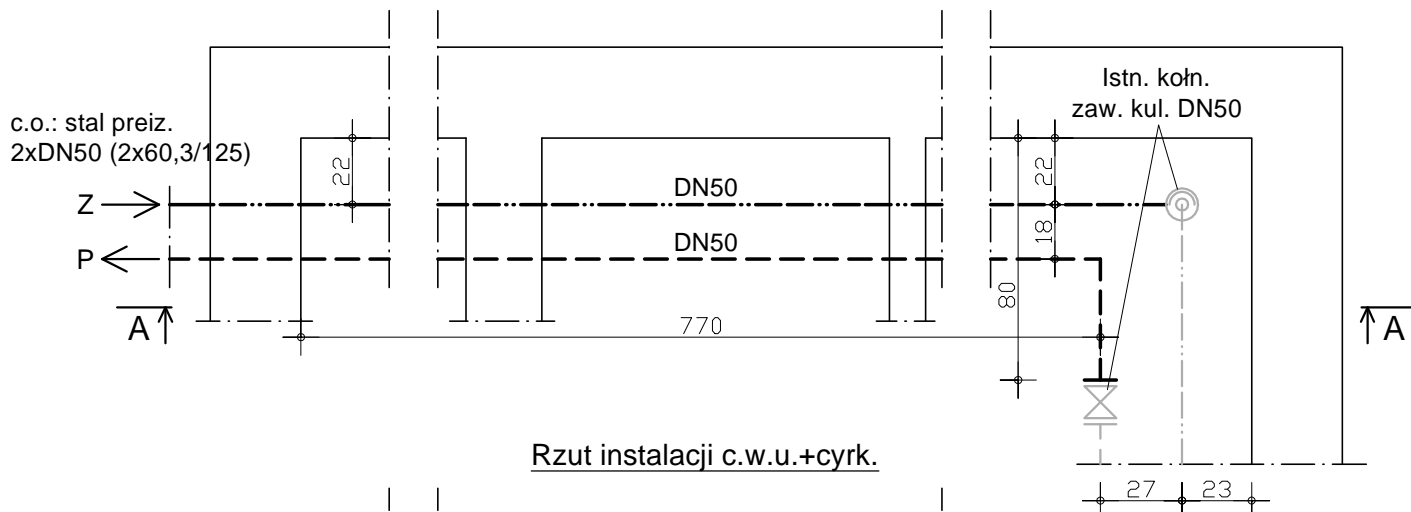 Istn. kołn.
zaw. kul. DN50
c.o.: stal preiz.
2xDN50 (2x60,3/125)
22
22
DN50
Z
18
DN50
P
80
A
770
A
Rzut instalacji c.w.u.+cyrk.
27
23